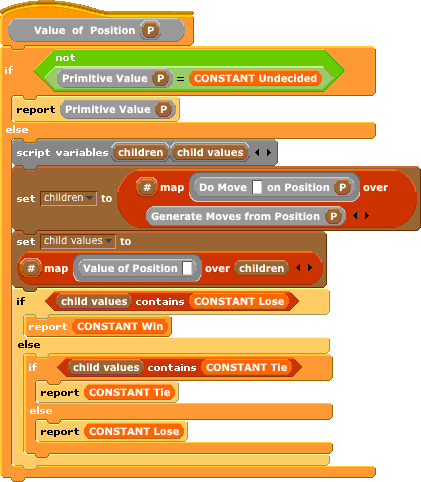 Value of Position P
if not Primitive Value P = CONSTANT Undecided
report Primitive Value P
else
script variables children child values
set children to # map Do Move on Position P over
Generate Moves from Position P
set child values to
# map Value of Position over children
if child values contains CONSTANT Lose
report CONSTANT Win
else
if child values contains CONSTANT Tie
report CONSTANT Tie
else
report CONSTANT Lose